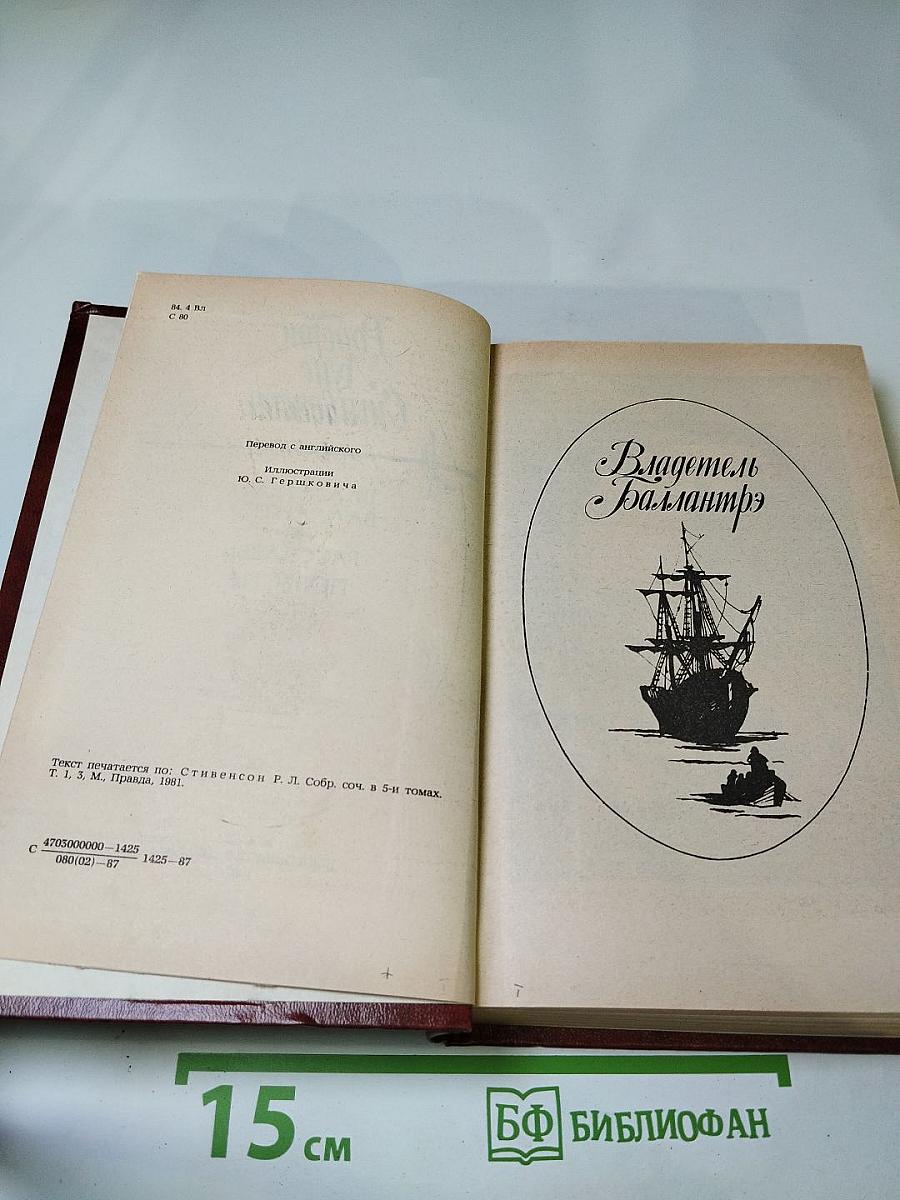 84. 4 Вл
С 80
Перевод с английского
Иллюстрации
Ю. С. Гершковича
Текст печатается по: Стивенсон Р. Л. Собр. соч. в 5-и томах.
Т. 1, 3, М., Правда, 1981.
С 4703000000—1425
080(02)—87 1425—87
Владетель
Баллантрэ
15 см
БФ БИБЛИОФАН